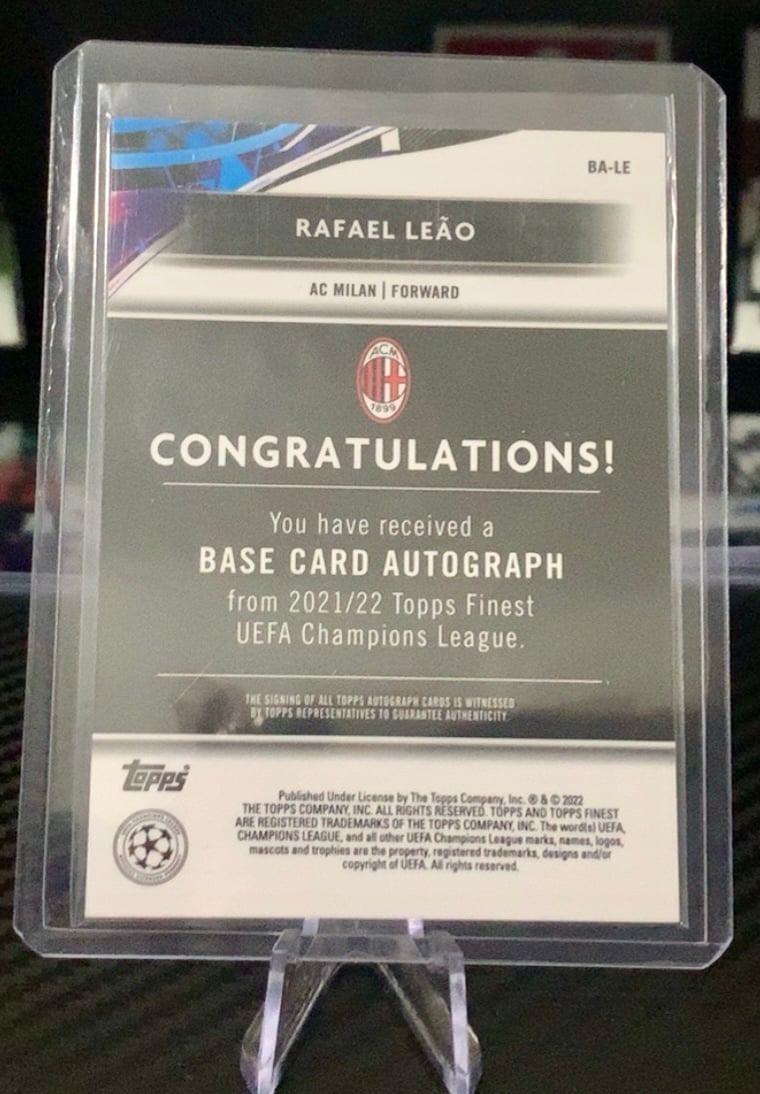 BA-LE
RAFAEL LEÃO
AC MILAN | FORWARD
ACM
1899
CONGRATULATIONS!
You have received a
BASE CARD AUTOGRAPH
from 2021/22 Topps Finest
UEFA Champions League.
THE SIGNING OF ALL TOPPS AUTOGRAPH CARDS IS WITNESSED
BY TOPPS REPRESENTATIVES TO GUARANTEE AUTHENTICITY
Topps®
Published Under License by The Topps Company, Inc. ® & © 2022
THE TOPPS COMPANY, INC. ALL RIGHTS RESERVED. TOPPS AND TOPPS FINEST
ARE REGISTERED TRADEMARKS OF THE TOPPS COMPANY, INC. The word(s) UEFA,
CHAMPIONS LEAGUE, and all other UEFA Champions League marks, names, logos,
mascots and trophies are the property, registered trademarks, designs and/or
copyright of UEFA. All rights reserved.